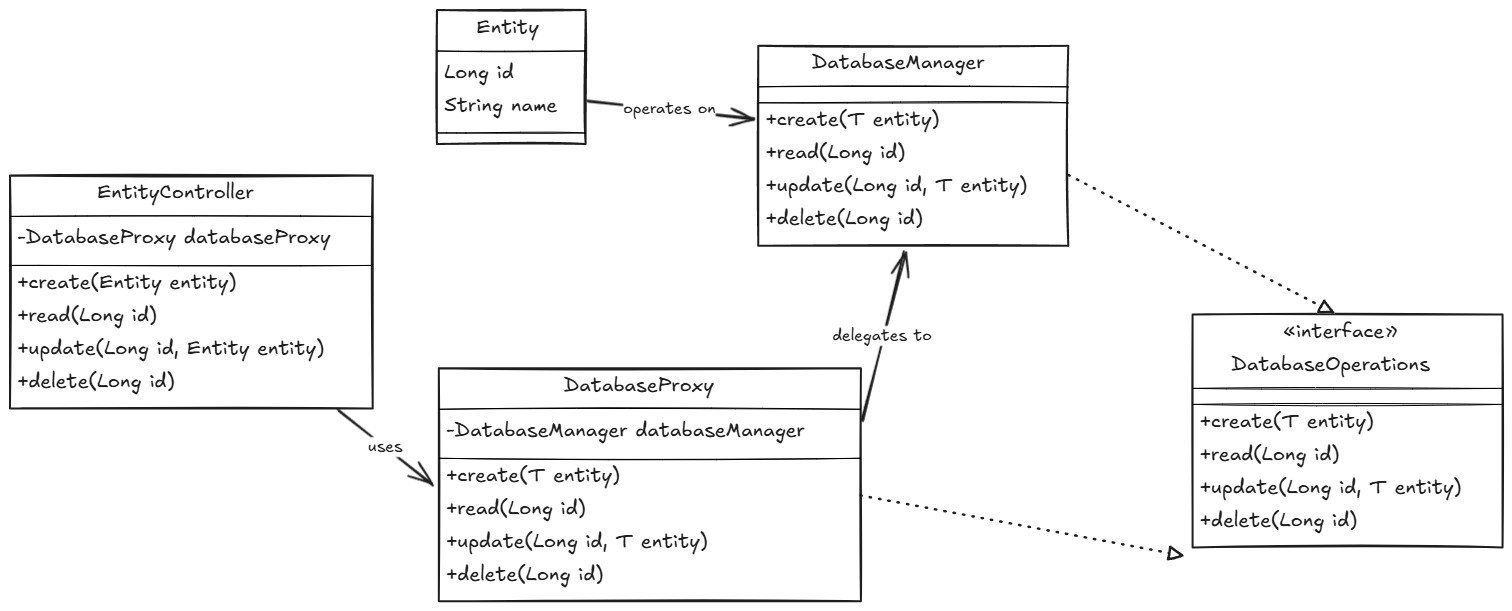 Entity
Long id
String name
operates on
DatabaseManager
+create(T entity)
+read(Long id)
+update(Long id, T entity)
+delete(Long id)
EntityController
-DatabaseProxy databaseProxy
+create(Entity entity)
+read(Long id)
+update(Long id, Entity entity)
+delete(Long id)
uses
delegates to
DatabaseProxy
-DatabaseManager databaseManager
+create(T entity)
+read(Long id)
+update(Long id, T entity)
+delete(Long id)
«interface»
DatabaseOperations
+create(T entity)
+read(Long id)
+update(Long id, T entity)
+delete(Long id)